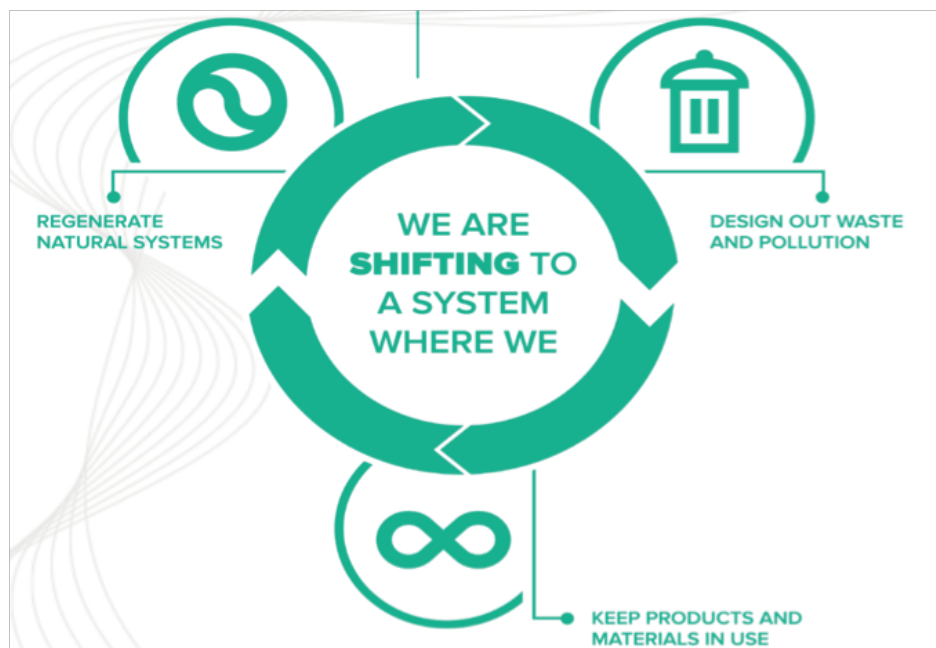 REGENERATE
NATURAL SYSTEMS
WE ARE
SHIFTING TO
A SYSTEM
WHERE WE
DESIGN OUT WASTE
AND POLLUTION
KEEP PRODUCTS AND
MATERIALS IN USE